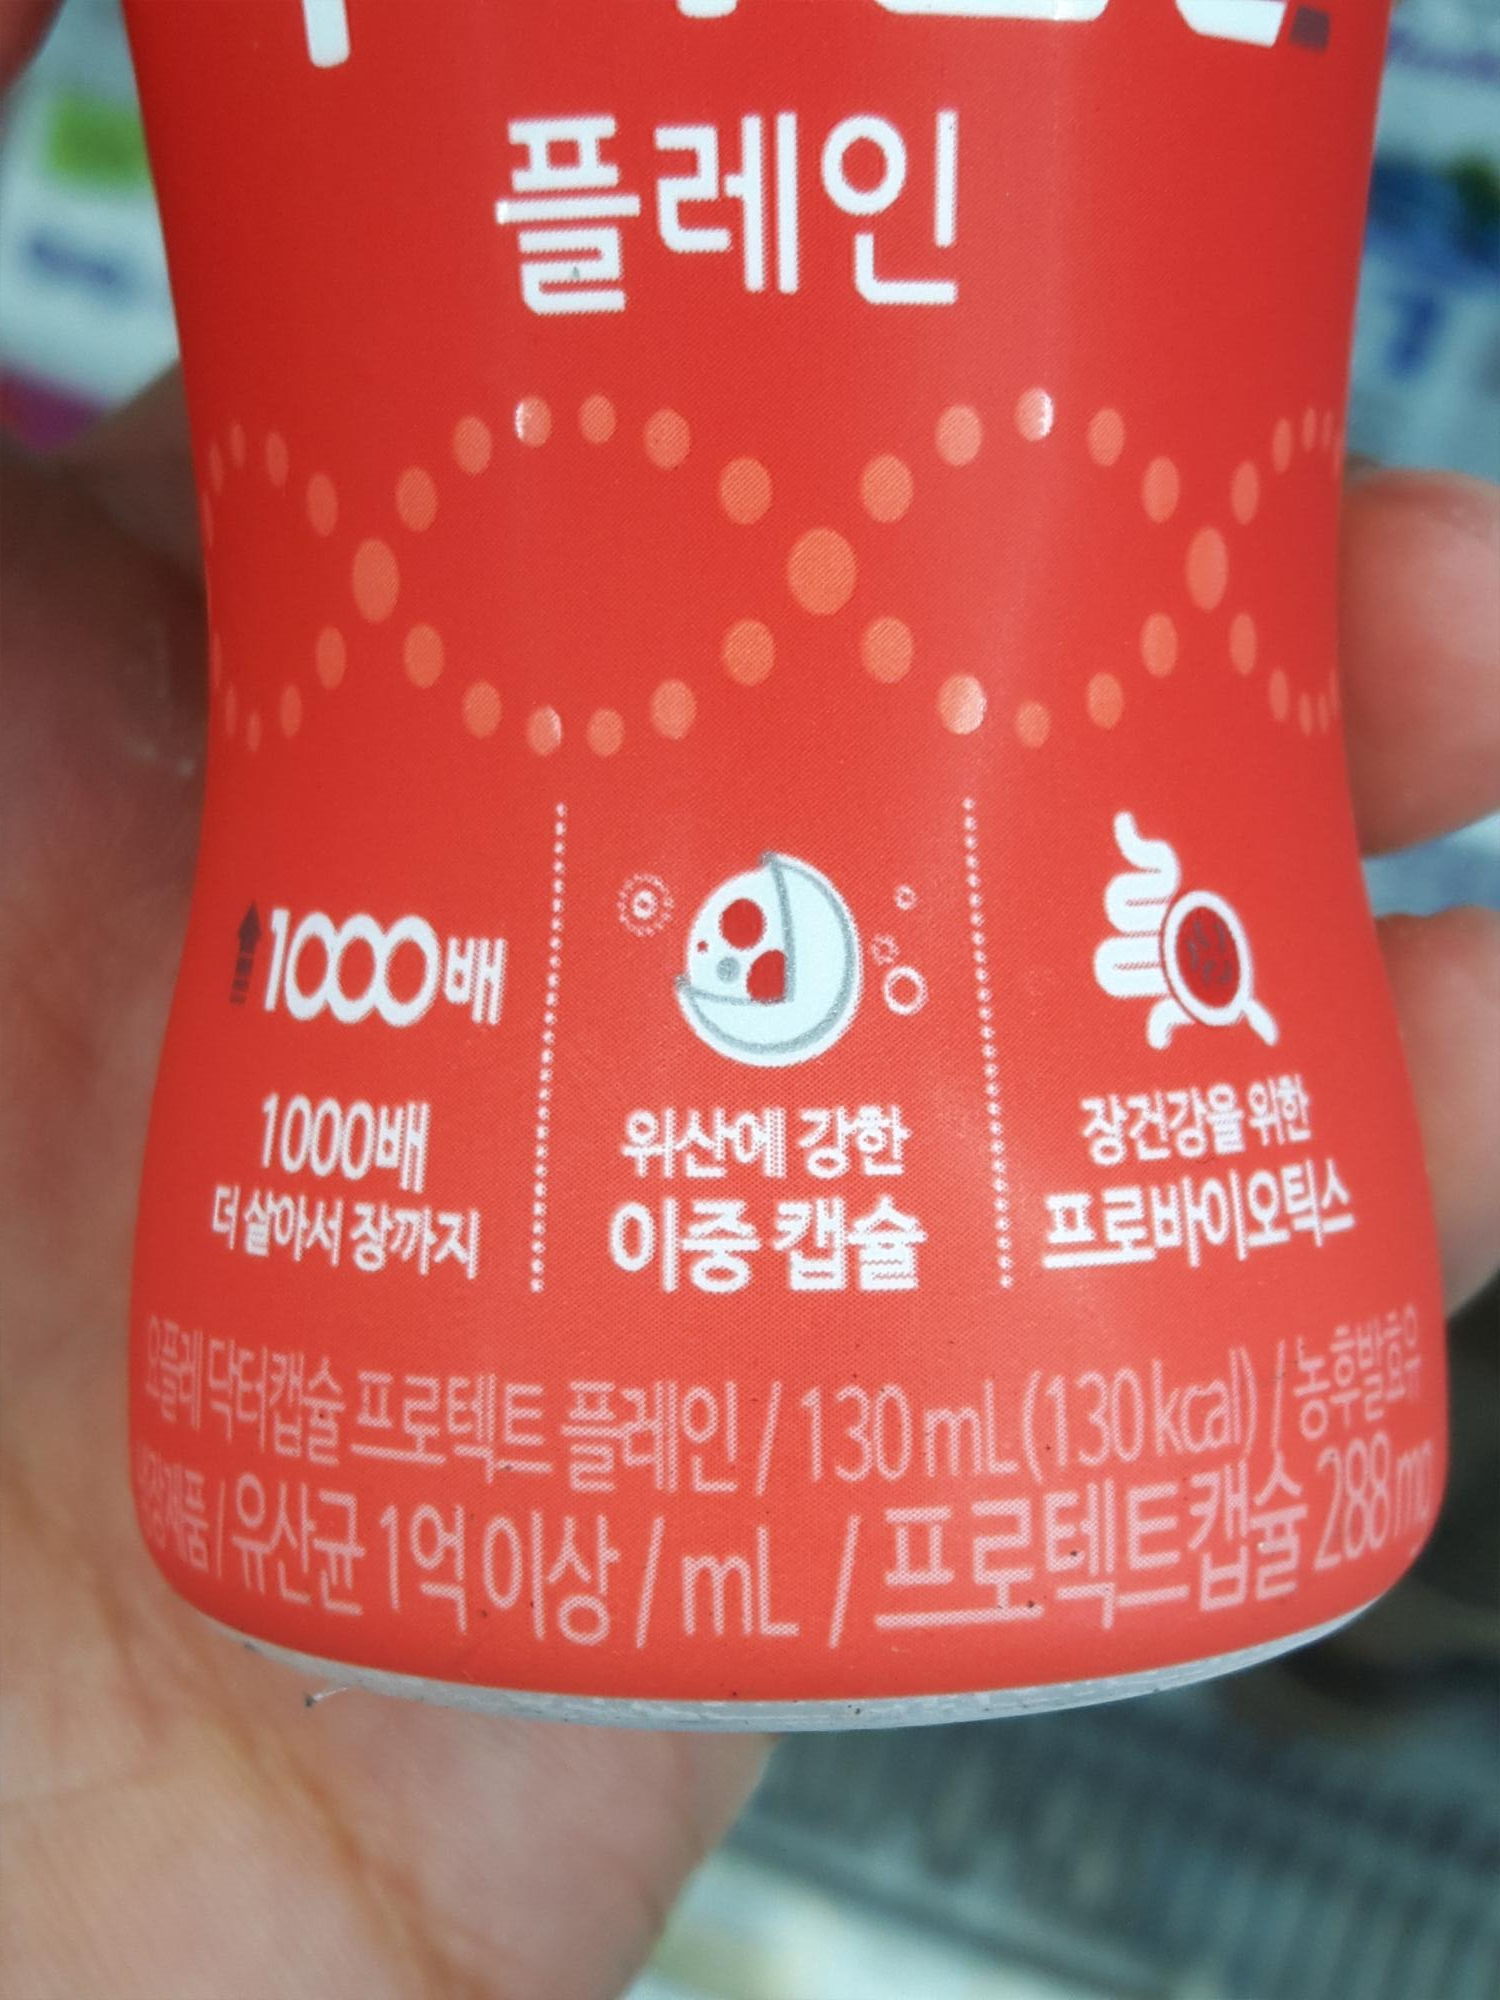 플레인
1000배
1000배
더 살아서 장까지
위산에 강한
이중 캡슐
장건강을 위한
프로바이오틱스
요플레 닥터캡슐 프로텍트 플레인 / 130 mL (130 kcal) / 농후발효유
유산균 1억 이상 / mL / 프로텍트캡슐 288 mg